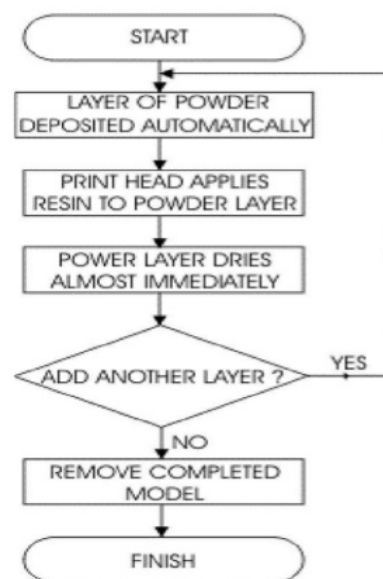 START
LAYER OF POWDER
DEPOSITED AUTOMATICALLY
PRINT HEAD APPLIES
RESIN TO POWDER LAYER
POWER LAYER DRIES
ALMOST IMMEDIATELY
ADD ANOTHER LAYER ?
YES
NO
REMOVE COMPLETED
MODEL
FINISH